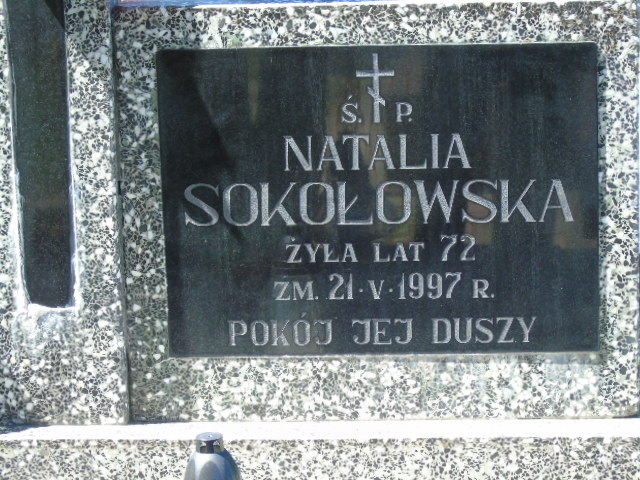 Ś. P.
NATALIA
SOKOŁOWSKA
ŻYŁA LAT 72
ZM. 21·V·1997 R.
POKÓJ JEJ DUSZY